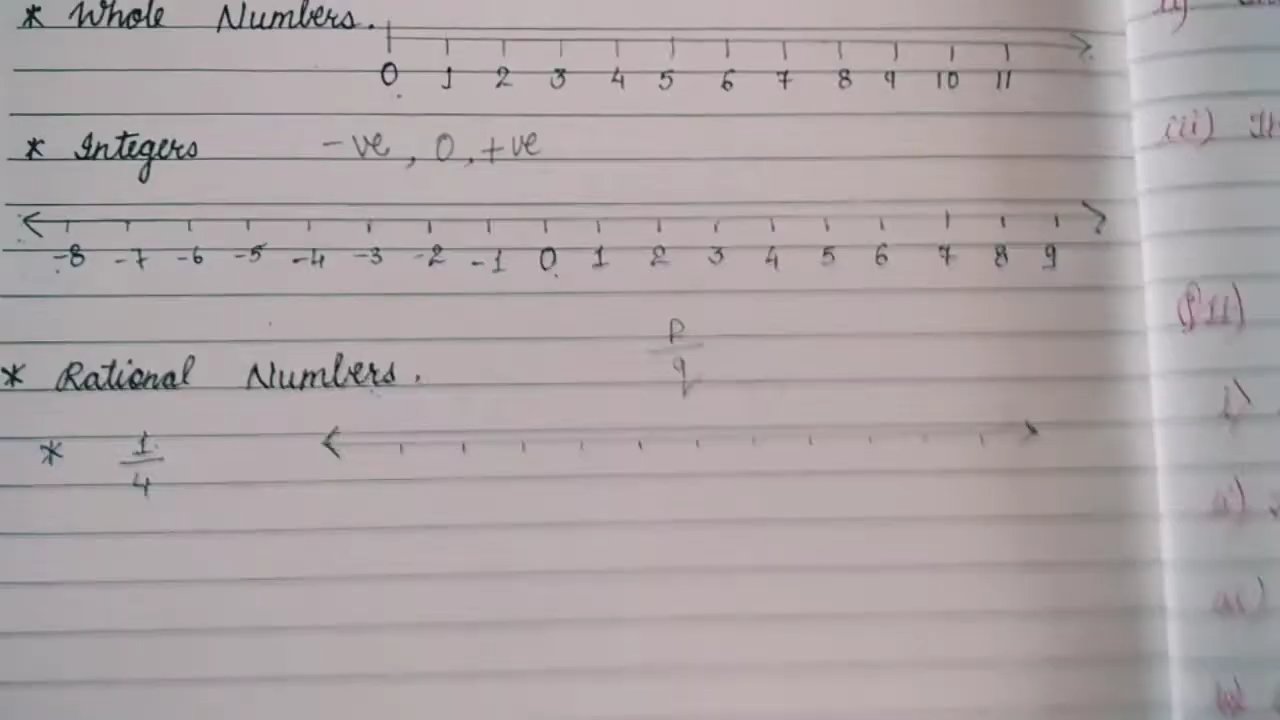 * Whole Numbers.
0 1 2 3 4 5 6 7 8 9 10 11
* Integers -ve, 0, +ve
-8 -7 -6 -5 -4 -3 -2 -1 0 1 2 3 4 5 6 7 8 9
* Rational Numbers. p/q
* 1/4
iii)